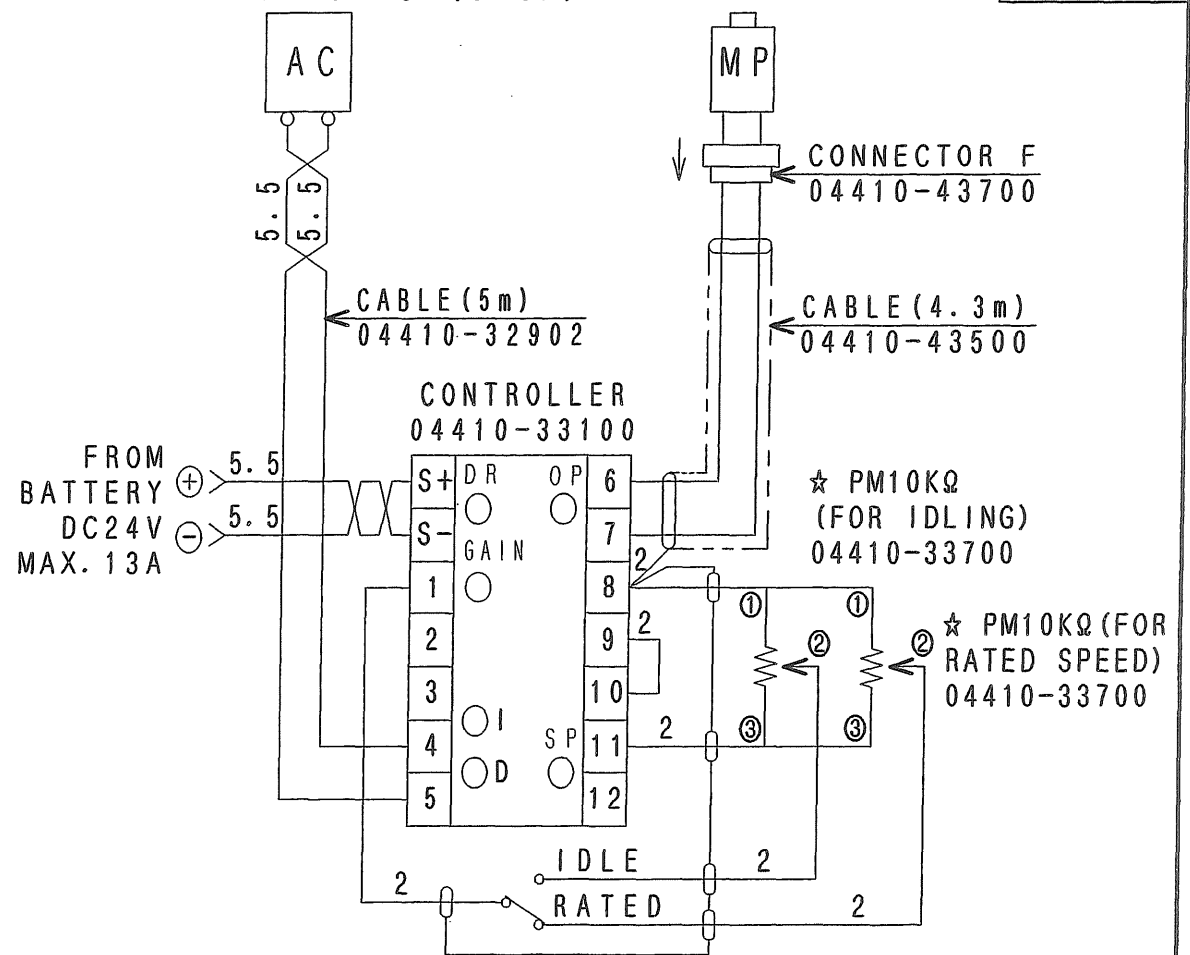 AC
MP
CONNECTOR F
04410-43700
5.5
5.5
CABLE(5m)
04410-32902
CABLE(4.3m)
04410-43500
CONTROLLER
04410-33100
FROM
BATTERY
DC24V
MAX.13A
+
-
5.5
5.5
S+
S-
1
2
3
4
5
DR
OP
GAIN
I
D
SP
6
7
8
9
10
11
12
2
2
2
☆ PM10KΩ
(FOR IDLING)
04410-33700
①
②
③
①
②
③
☆ PM10KΩ(FOR
RATED SPEED)
04410-33700
IDLE
2
2
RATED
2